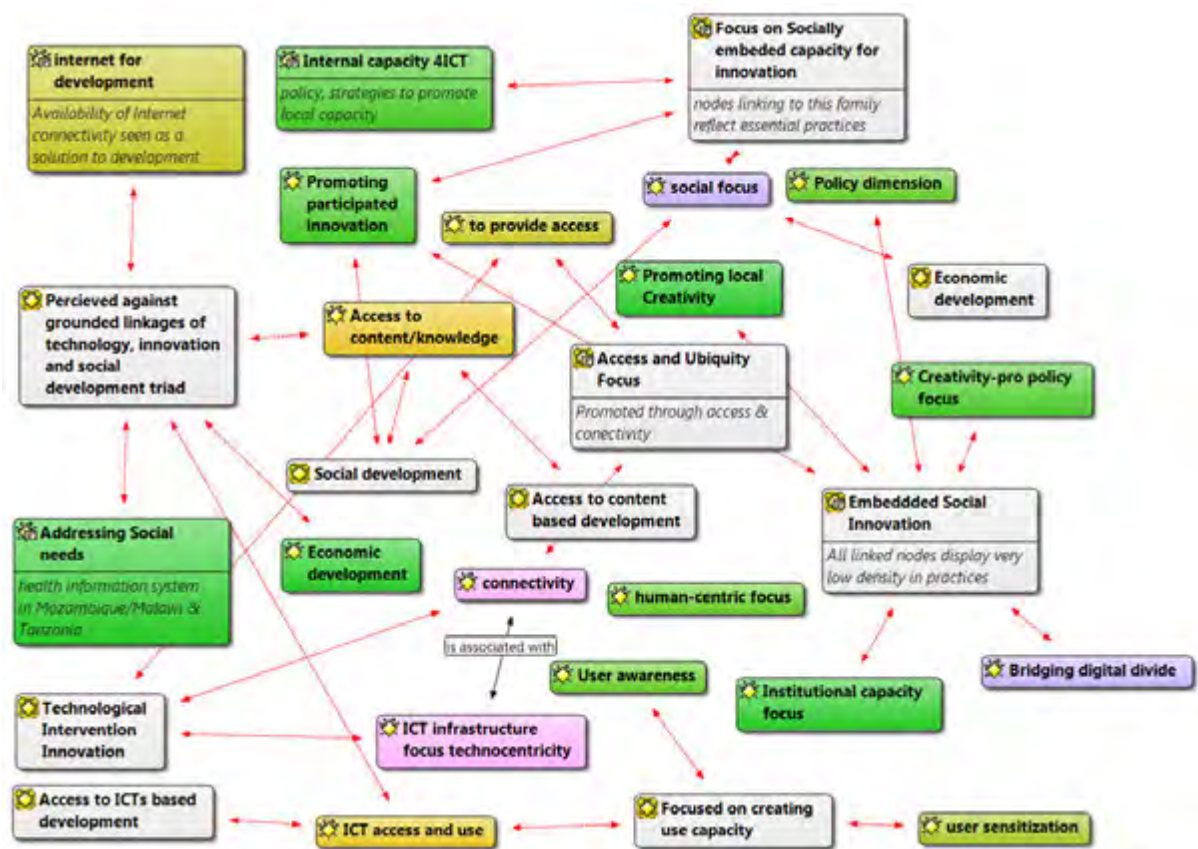 internet for
development
Availability of Internet
connectivity seen as a
solution to development
Internal capacity 4ICT
policy, strategies to promote
local capacity
Focus on Socially
embeded capacity for
innovation
nodes linking to this family
reflect essential practices
Promoting
participated
innovation
social focus
Policy dimension
to provide access
Promoting local
Creativity
Economic
development
Percieved against
grounded linkages of
technology, innovation
and social
development triad
Access to
content/knowledge
Access and Ubiquity
Focus
Promoted through access &
conectivity
Creativity-pro policy
focus
Social development
Access to content
based development
Embeddded Social
Innovation
All linked nodes display very
low density in practices
Addressing Social
needs
health information system
in Mozambique/Malawi &
Tanzania
Economic
development
connectivity
human-centric focus
is associated with
User awareness
Bridging digital divide
Institutional capacity
focus
Technological
Intervention
Innovation
ICT infrastructure
focus technocentricity
Access to ICTs based
development
ICT access and use
Focused on creating
use capacity
user sensitization